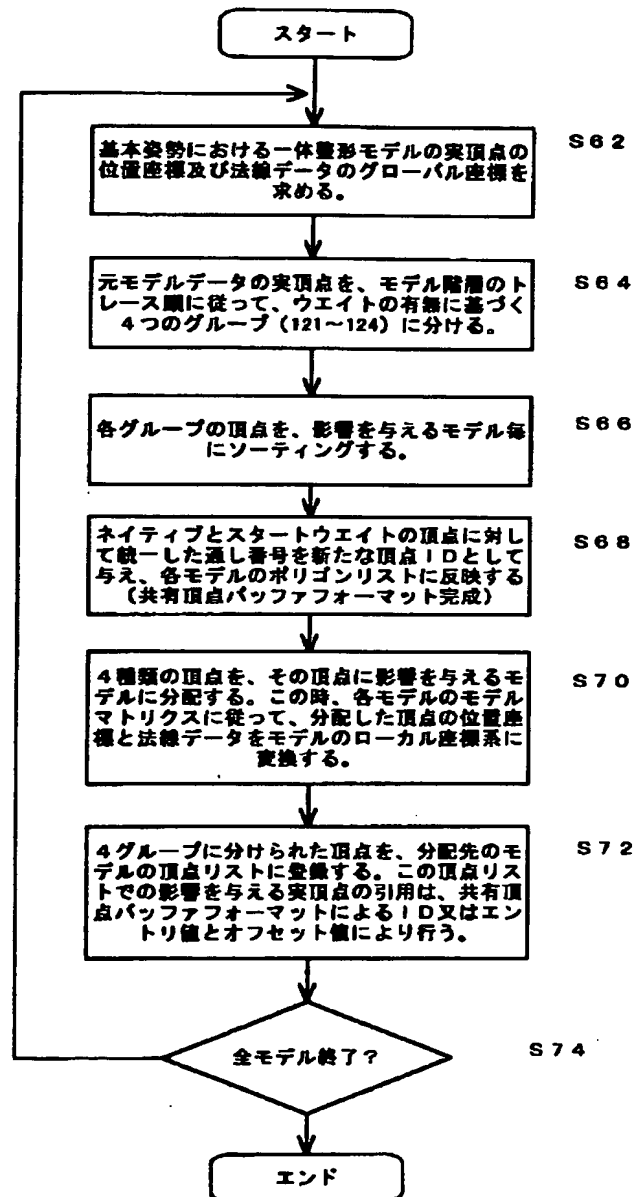 スタート
S62
基本姿勢における一体整形モデルの実頂点の
位置座標及び法線データのグローバル座標を
求める。
S64
元モデルデータの実頂点を、モデル階層のト
レース順に従って、ウエイトの有無に基づく
4つのグループ(121~124)に分ける。
S66
各グループの頂点を、影響を与えるモデル毎
にソーティングする。
S68
ネイティブとスタートウエイトの頂点に対し
て統一した通し番号を新たな頂点IDとして
与え、各モデルのポリゴンリストに反映する
(共有頂点バッファフォーマット完成)
S70
4種類の頂点を、その頂点に影響を与えるモ
デルに分配する。この時、各モデルのモデル
マトリクスに従って、分配した頂点の位置座
標と法線データをモデルのローカル座標系に
変換する。
S72
4グループに分けられた頂点を、分配先のモ
デルの頂点リストに登録する。この頂点リス
トでの影響を与える実頂点の引用は、共有頂
点バッファフォーマットによるID又はエント
リ値とオフセット値により行う。
S74
全モデル終了?
エンド